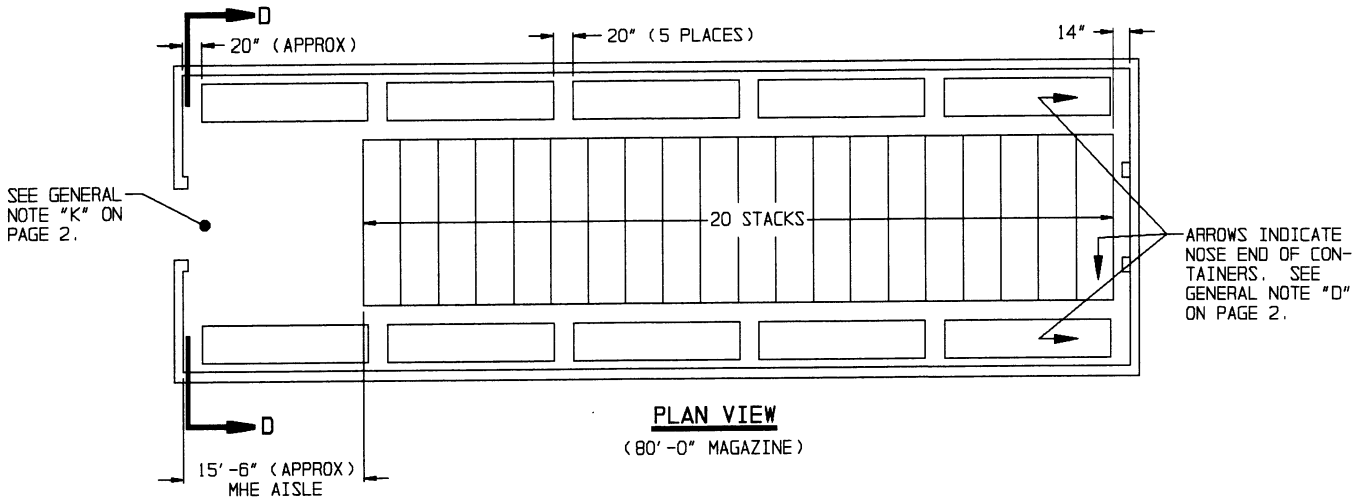 D
20" (APPROX)
20" (5 PLACES)
14"
SEE GENERAL
NOTE "K" ON
PAGE 2.
20 STACKS
ARROWS INDICATE
NOSE END OF CON-
TAINERS. SEE
GENERAL NOTE "D"
ON PAGE 2.
D
PLAN VIEW
(80'-0" MAGAZINE)
15'-6" (APPROX)
MHE AISLE